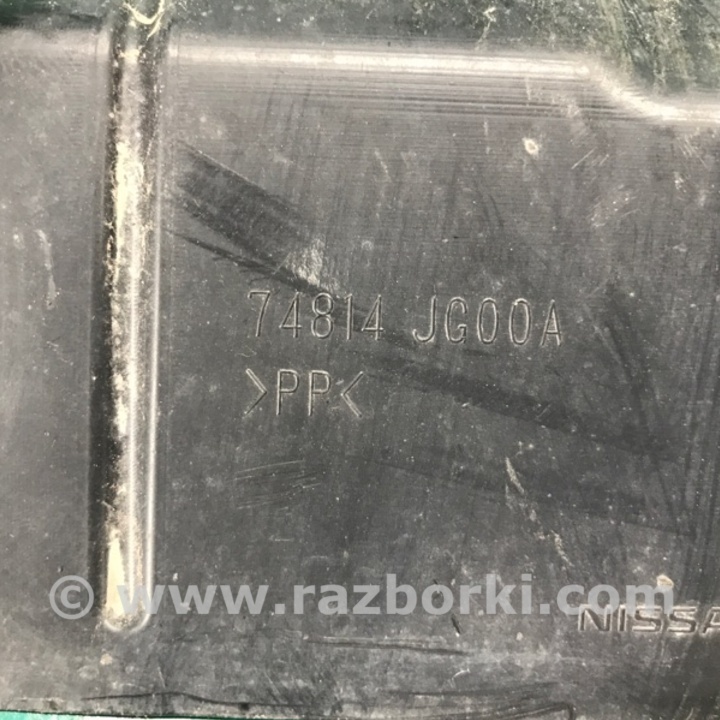 74814 JG00A
>PP<
© www.razborki.com
NISSA